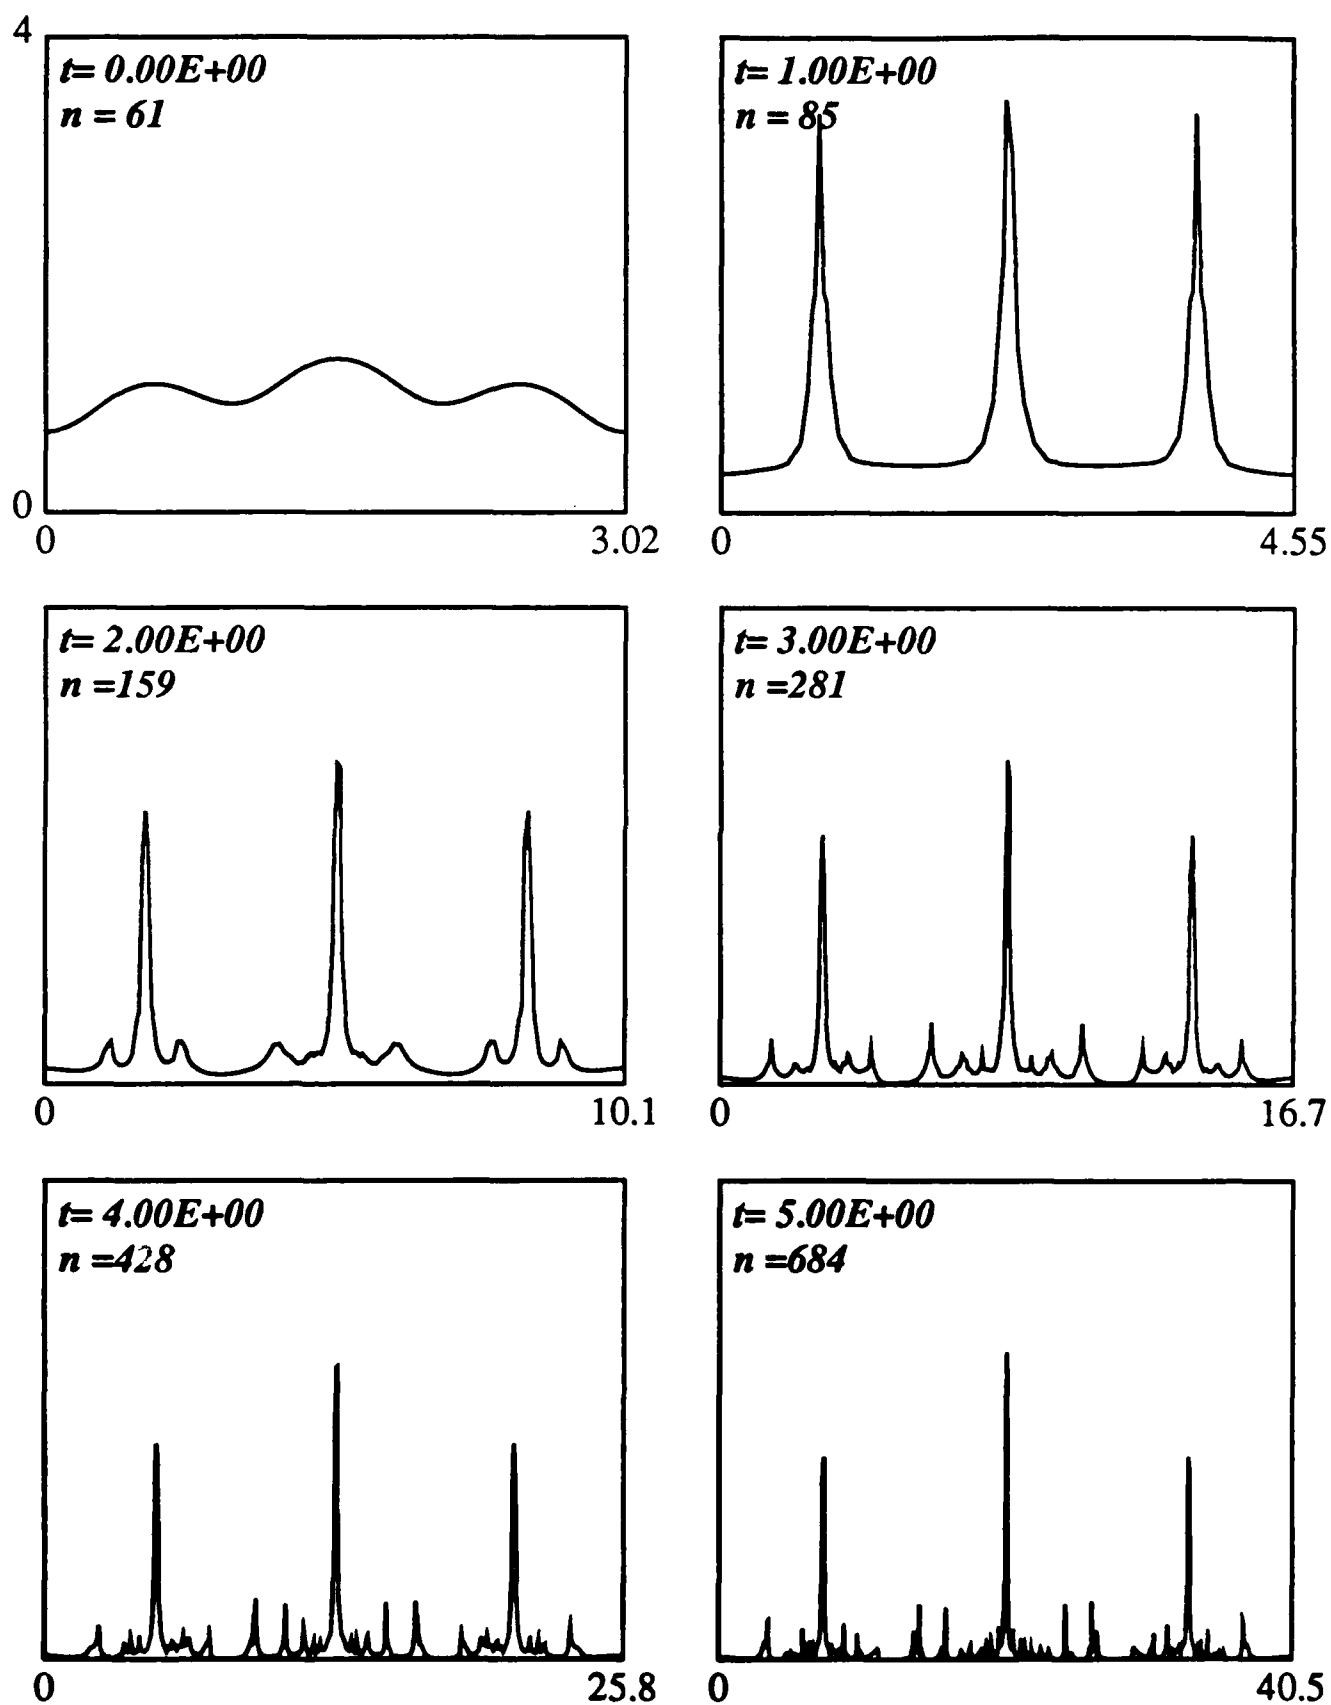 4
t= 0.00E+00
n = 61
0
0
3.02
t= 1.00E+00
n = 85
0
4.55
t= 2.00E+00
n =159
0
10.1
t= 3.00E+00
n =281
0
16.7
t= 4.00E+00
n =428
0
25.8
t= 5.00E+00
n =684
0
40.5